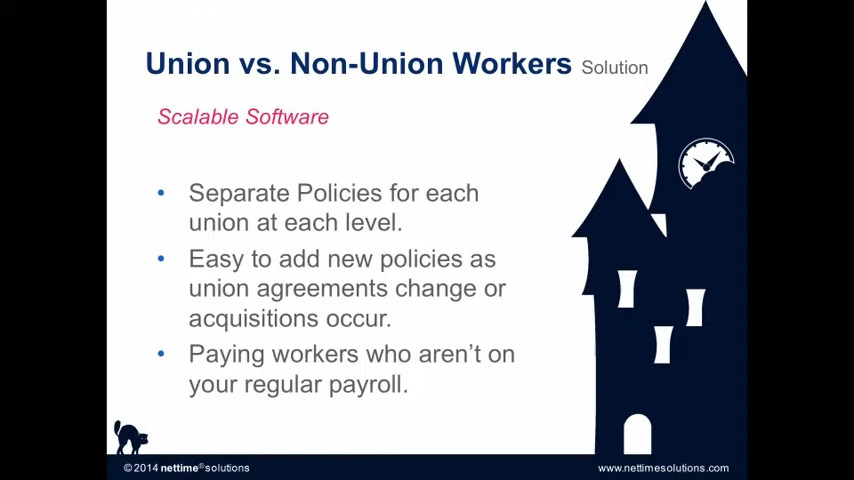 Union vs. Non-Union Workers Solution
Scalable Software
• Separate Policies for each
union at each level.
• Easy to add new policies as
union agreements change or
acquisitions occur.
• Paying workers who aren't on
your regular payroll.
©2014 nettime®solutions
www.nettimesolutions.com